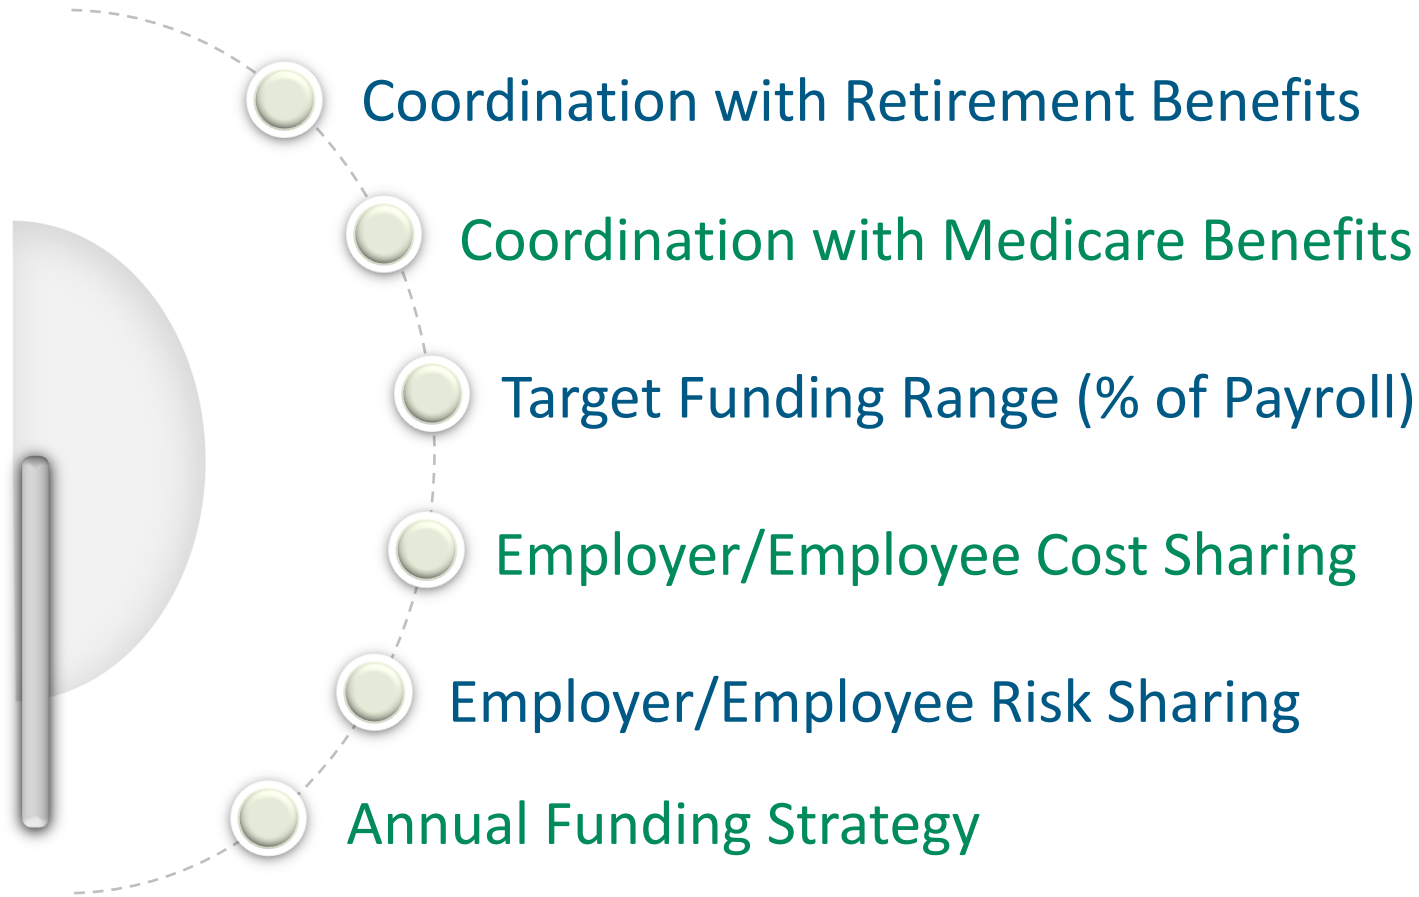 Coordination with Retirement Benefits
Coordination with Medicare Benefits
Target Funding Range (% of Payroll)
Employer/Employee Cost Sharing
Employer/Employee Risk Sharing
Annual Funding Strategy